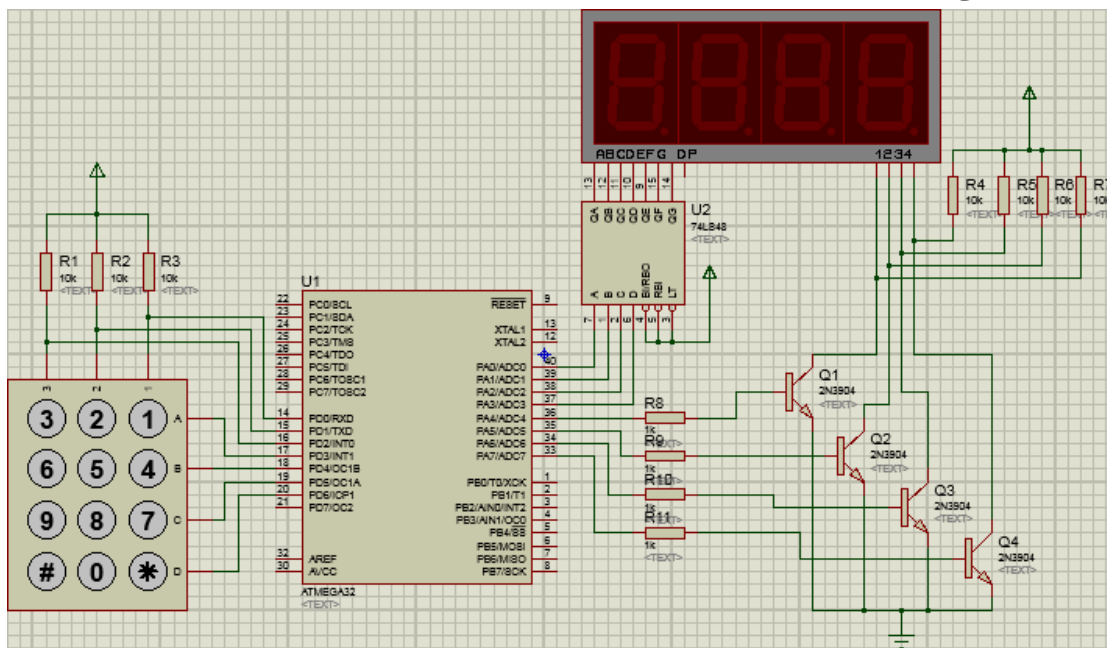 ABCDEFG DP
1234
13
12
11
10
9
15
14
QA
QB
QC
QD
QE
QF
QG
U2
74LS48
<TEXT>
A
B
C
D
BI/RBO
RBI
LT
7
1
2
6
4
5
3
R4
10k
<TEXT>
R5
10k
<TEXT>
R6
10k
<TEXT>
10k
R1
10k
<TEXT>
R2
10k
<TEXT>
R3
10k
<TEXT>
U1
22 PC0/SCL
23 PC1/SDA
24 PC2/TCK
25 PC3/TMS
26 PC4/TDO
27 PC5/TDI
28 PC6/TOSC1
29 PC7/TOSC2
14 PD0/RXD
15 PD1/TXD
16 PD2/INT0
17 PD3/INT1
18 PD4/OC1B
19 PD5/OC1A
20 PD6/ICP1
21 PD7/OC2
32 AREF
30 AVCC
RESET 9
XTAL1 13
XTAL2 12
PA0/ADC0 40
PA1/ADC1 39
PA2/ADC2 38
PA3/ADC3 37
PA4/ADC4 36
PA5/ADC5 35
PA6/ADC6 34
PA7/ADC7 33
PB0/T0/XCK 1
PB1/T1 2
PB2/AIN0/INT2 3
PB3/AIN1/OC0 4
PB4/SS 5
PB5/MOSI 6
PB6/MISO 7
PB7/SCK 8
ATMEGA32
<TEXT>
3
2
1
3 2 1 A
6 5 4 B
9 8 7 C
# 0 * D
R8
1k
R9
1k
R10
1k
R11
1k
<TEXT>
Q1
2N3904
<TEXT>
Q2
2N3904
<TEXT>
Q3
2N3904
<TEXT>
Q4
2N3904
<TEXT>